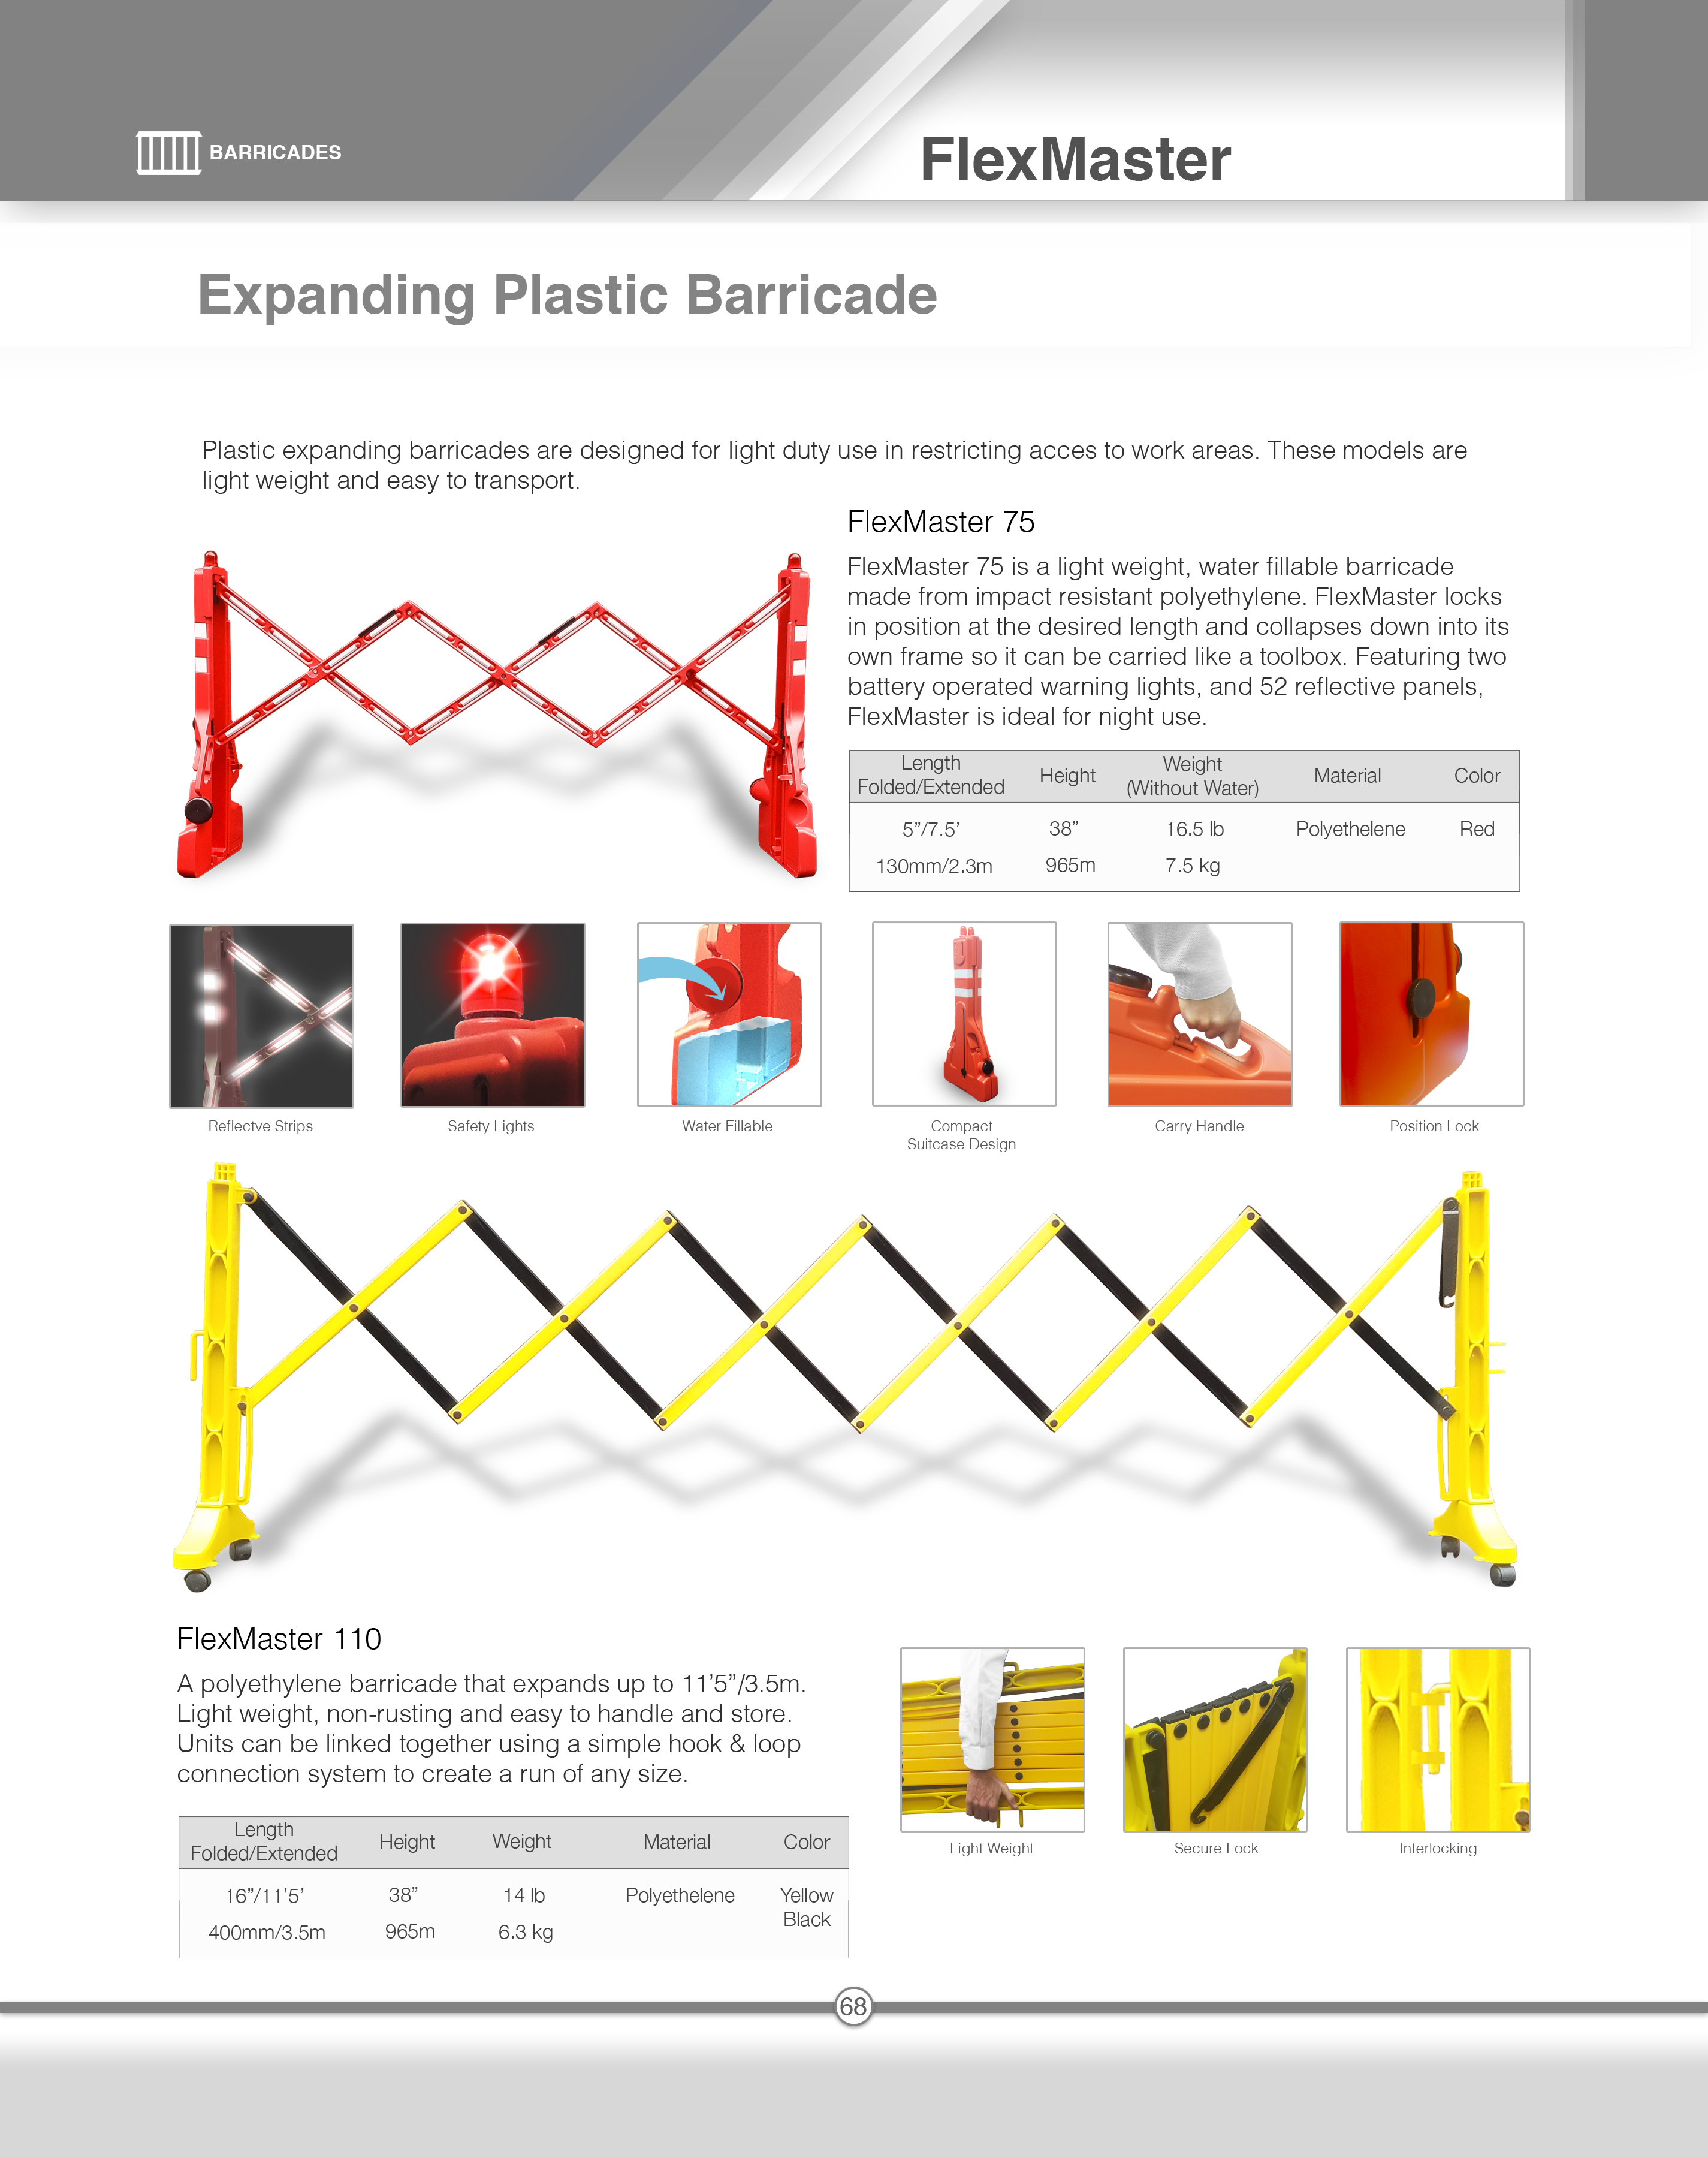 BARRICADES
FlexMaster
Expanding Plastic Barricade
Plastic expanding barricades are designed for light duty use in restricting acces to work areas. These models are
light weight and easy to transport.
FlexMaster 75
FlexMaster 75 is a light weight, water fillable barricade
made from impact resistant polyethylene. FlexMaster locks
in position at the desired length and collapses down into its
own frame so it can be carried like a toolbox. Featuring two
battery operated warning lights, and 52 reflective panels,
FlexMaster is ideal for night use.
Length Folded/Extended Height Weight (Without Water) Material Color
5”/7.5’ 38” 16.5 lb Polyethelene Red
130mm/2.3m 965m 7.5 kg
Reflectve Strips
Safety Lights
Water Fillable
Compact
Suitcase Design
Carry Handle
Position Lock
FlexMaster 110
A polyethylene barricade that expands up to 11’5”/3.5m.
Light weight, non-rusting and easy to handle and store.
Units can be linked together using a simple hook & loop
connection system to create a run of any size.
Length Folded/Extended Height Weight Material Color
16”/11’5’ 38” 14 lb Polyethelene Yellow
Black
400mm/3.5m 965m 6.3 kg
Light Weight
Secure Lock
Interlocking
68